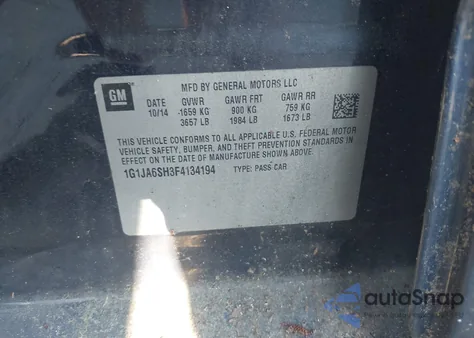 GM
MFD BY GENERAL MOTORS LLC
DATE GVWR GAWR FRT GAWR RR
10/14 -1659 KG 900 KG 759 KG
3657 LB 1984 LB 1673 LB
THIS VEHICLE CONFORMS TO ALL APPLICABLE U.S. FEDERAL MOTOR
VEHICLE SAFETY, BUMPER, AND THEFT PREVENTION STANDARDS IN
EFFECT ON THE DATE OF MANUFACTURE SHOWN ABOVE.
1G1JA6SH3F4134194 TYPE: PASS CAR
autoSnap